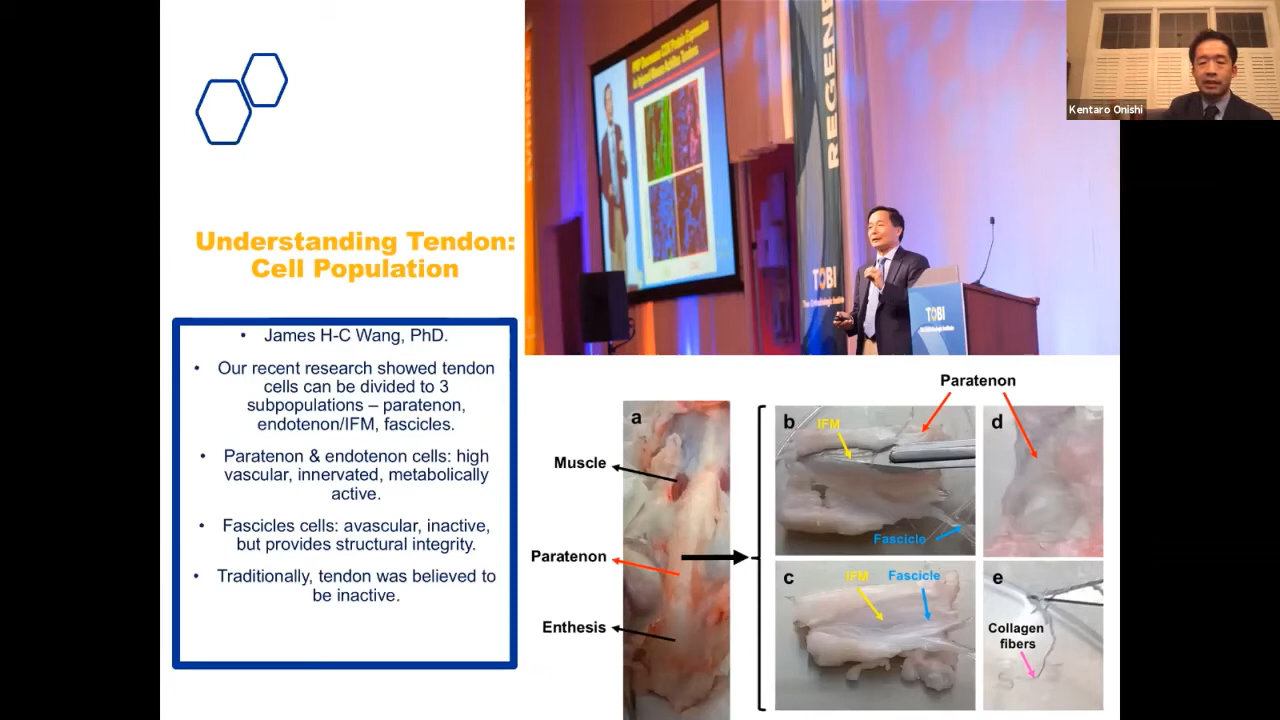 Understanding Tendon:
Cell Population
• James H-C Wang, PhD.
• Our recent research showed tendon
cells can be divided to 3
subpopulations – paratenon,
endotenon/IFM, fascicles.
• Paratenon & endotenon cells: high
vascular, innervated, metabolically
active.
• Fascicles cells: avascular, inactive,
but provides structural integrity.
• Traditionally, tendon was believed to
be inactive.
REGENE
TOBI
TOBI
Kentaro Onishi
Paratenon
a
Muscle
Paratenon
Enthesis
b
IFM
Fascicle
d
c
IFM
Fascicle
e
Collagen
fibers